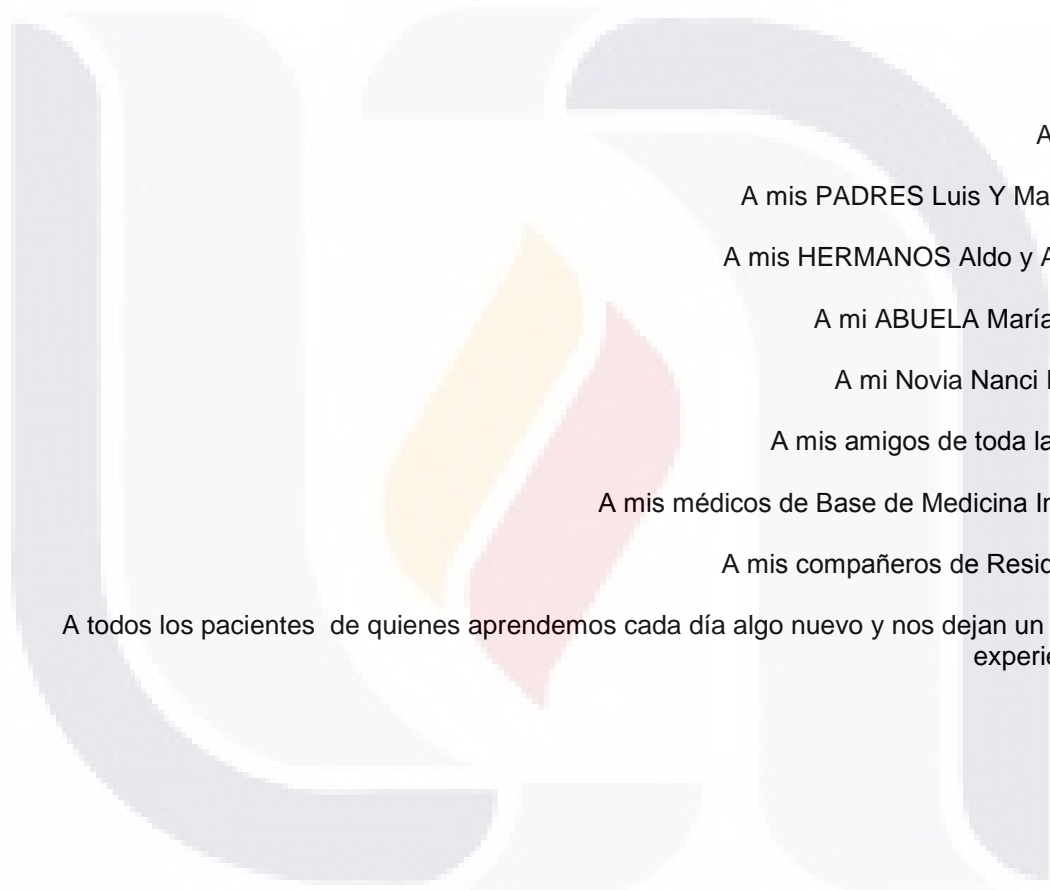 A
A mis PADRES Luis Y Ma
A mis HERMANOS Aldo y A
A mi ABUELA María
A mi Novia Nanci
A mis amigos de toda la
A mis médicos de Base de Medicina In
A mis compañeros de Resid
A todos los pacientes de quienes aprendemos cada día algo nuevo y nos dejan un
experie